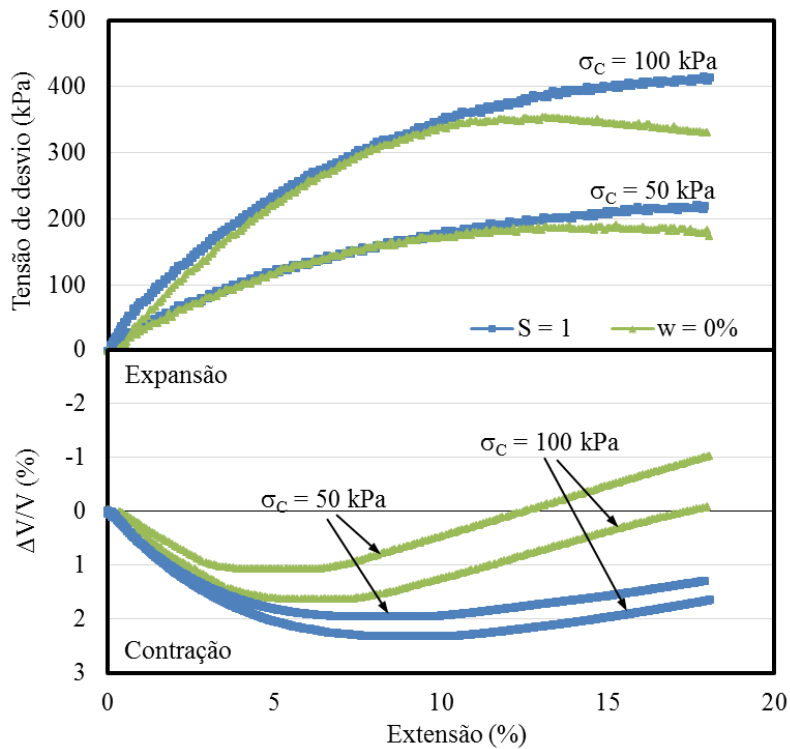 500
400
300
200
100
0
Tensão de desvio (kPa)
σC = 100 kPa
σC = 50 kPa
S = 1
w = 0%
Expansão
-2
-1
0
1
2
3
ΔV/V (%)
σC = 100 kPa
σC = 50 kPa
Contração
0 5 10 15 20
Extensão (%)